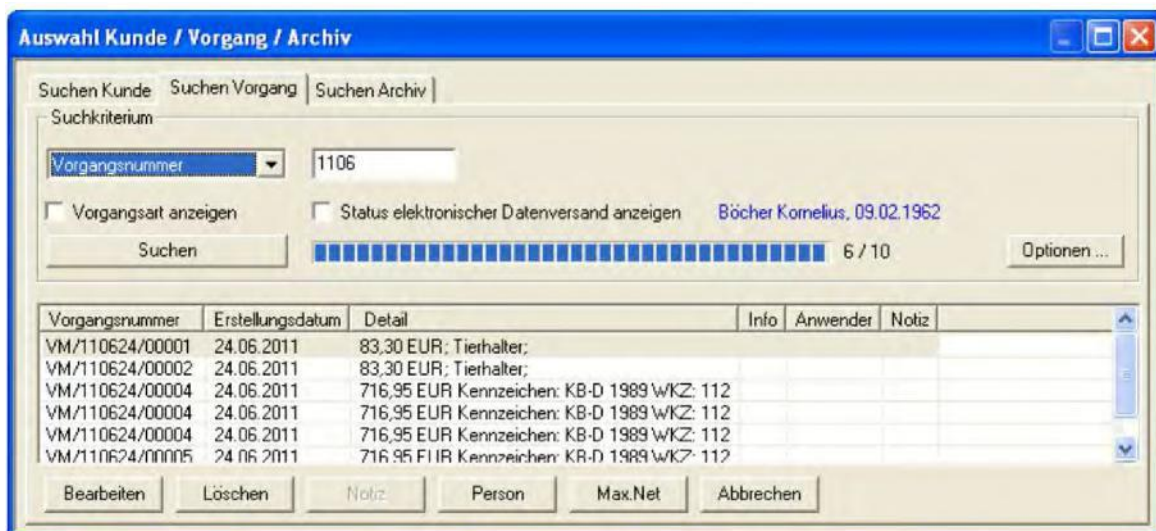 Auswahl Kunde / Vorgang / Archiv
Suchen Kunde Suchen Vorgang Suchen Archiv
Suchkriterium
Vorgangsnummer 1106
Vorgangsart anzeigen Status elektronischer Datenversand anzeigen Böcher Kornelius, 09.02.1962
Suchen 6 / 10 Optionen ...
Vorgangsnummer Erstellungsdatum Detail Info Anwender Notiz
VM/110624/00001 24.06.2011 83,30 EUR; Tierhalter;
VM/110624/00002 24.06.2011 83,30 EUR; Tierhalter;
VM/110624/00004 24.06.2011 716,95 EUR Kennzeichen: KB-D 1989 WKZ: 112
VM/110624/00004 24.06.2011 716,95 EUR Kennzeichen: KB-D 1989 WKZ: 112
VM/110624/00004 24.06.2011 716,95 EUR Kennzeichen: KB-D 1989 WKZ: 112
VM/110624/00005 24.06.2011 716,95 EUR Kennzeichen: KB-D 1989 WKZ: 112
Bearbeiten Löschen Notiz Person Max.Net Abbrechen